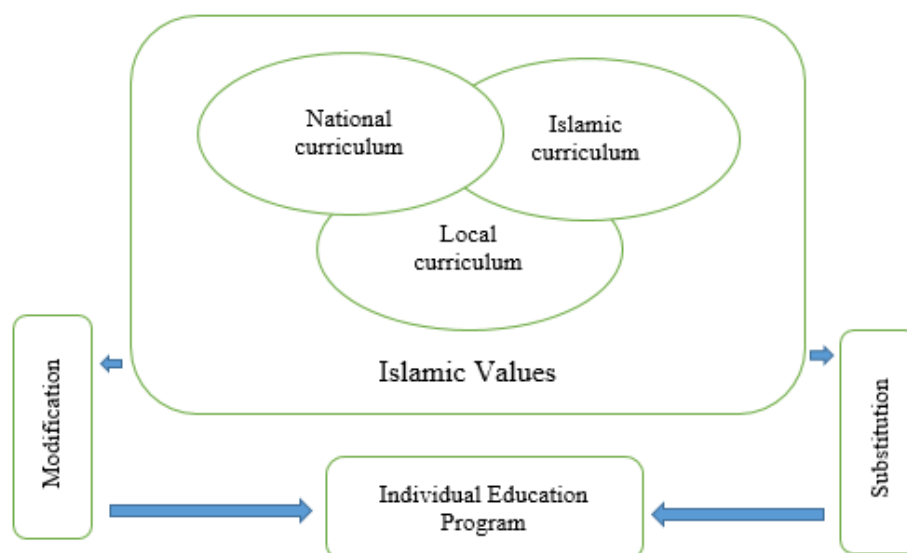 National
curriculum
Islamic
curriculum
Local
curriculum
Islamic Values
Modification
Substitution
Individual Education
Program